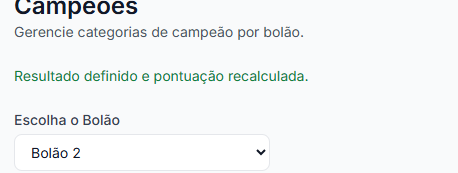 Campeões
Gerencie categorias de campeão por bolão.
Resultado definido e pontuação recalculada.
Escolha o Bolão
Bolão 2